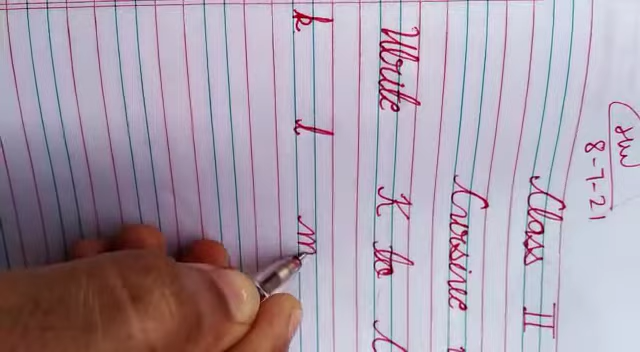 HW
8-7-21
Class II
Cursive
Write K to
k l m